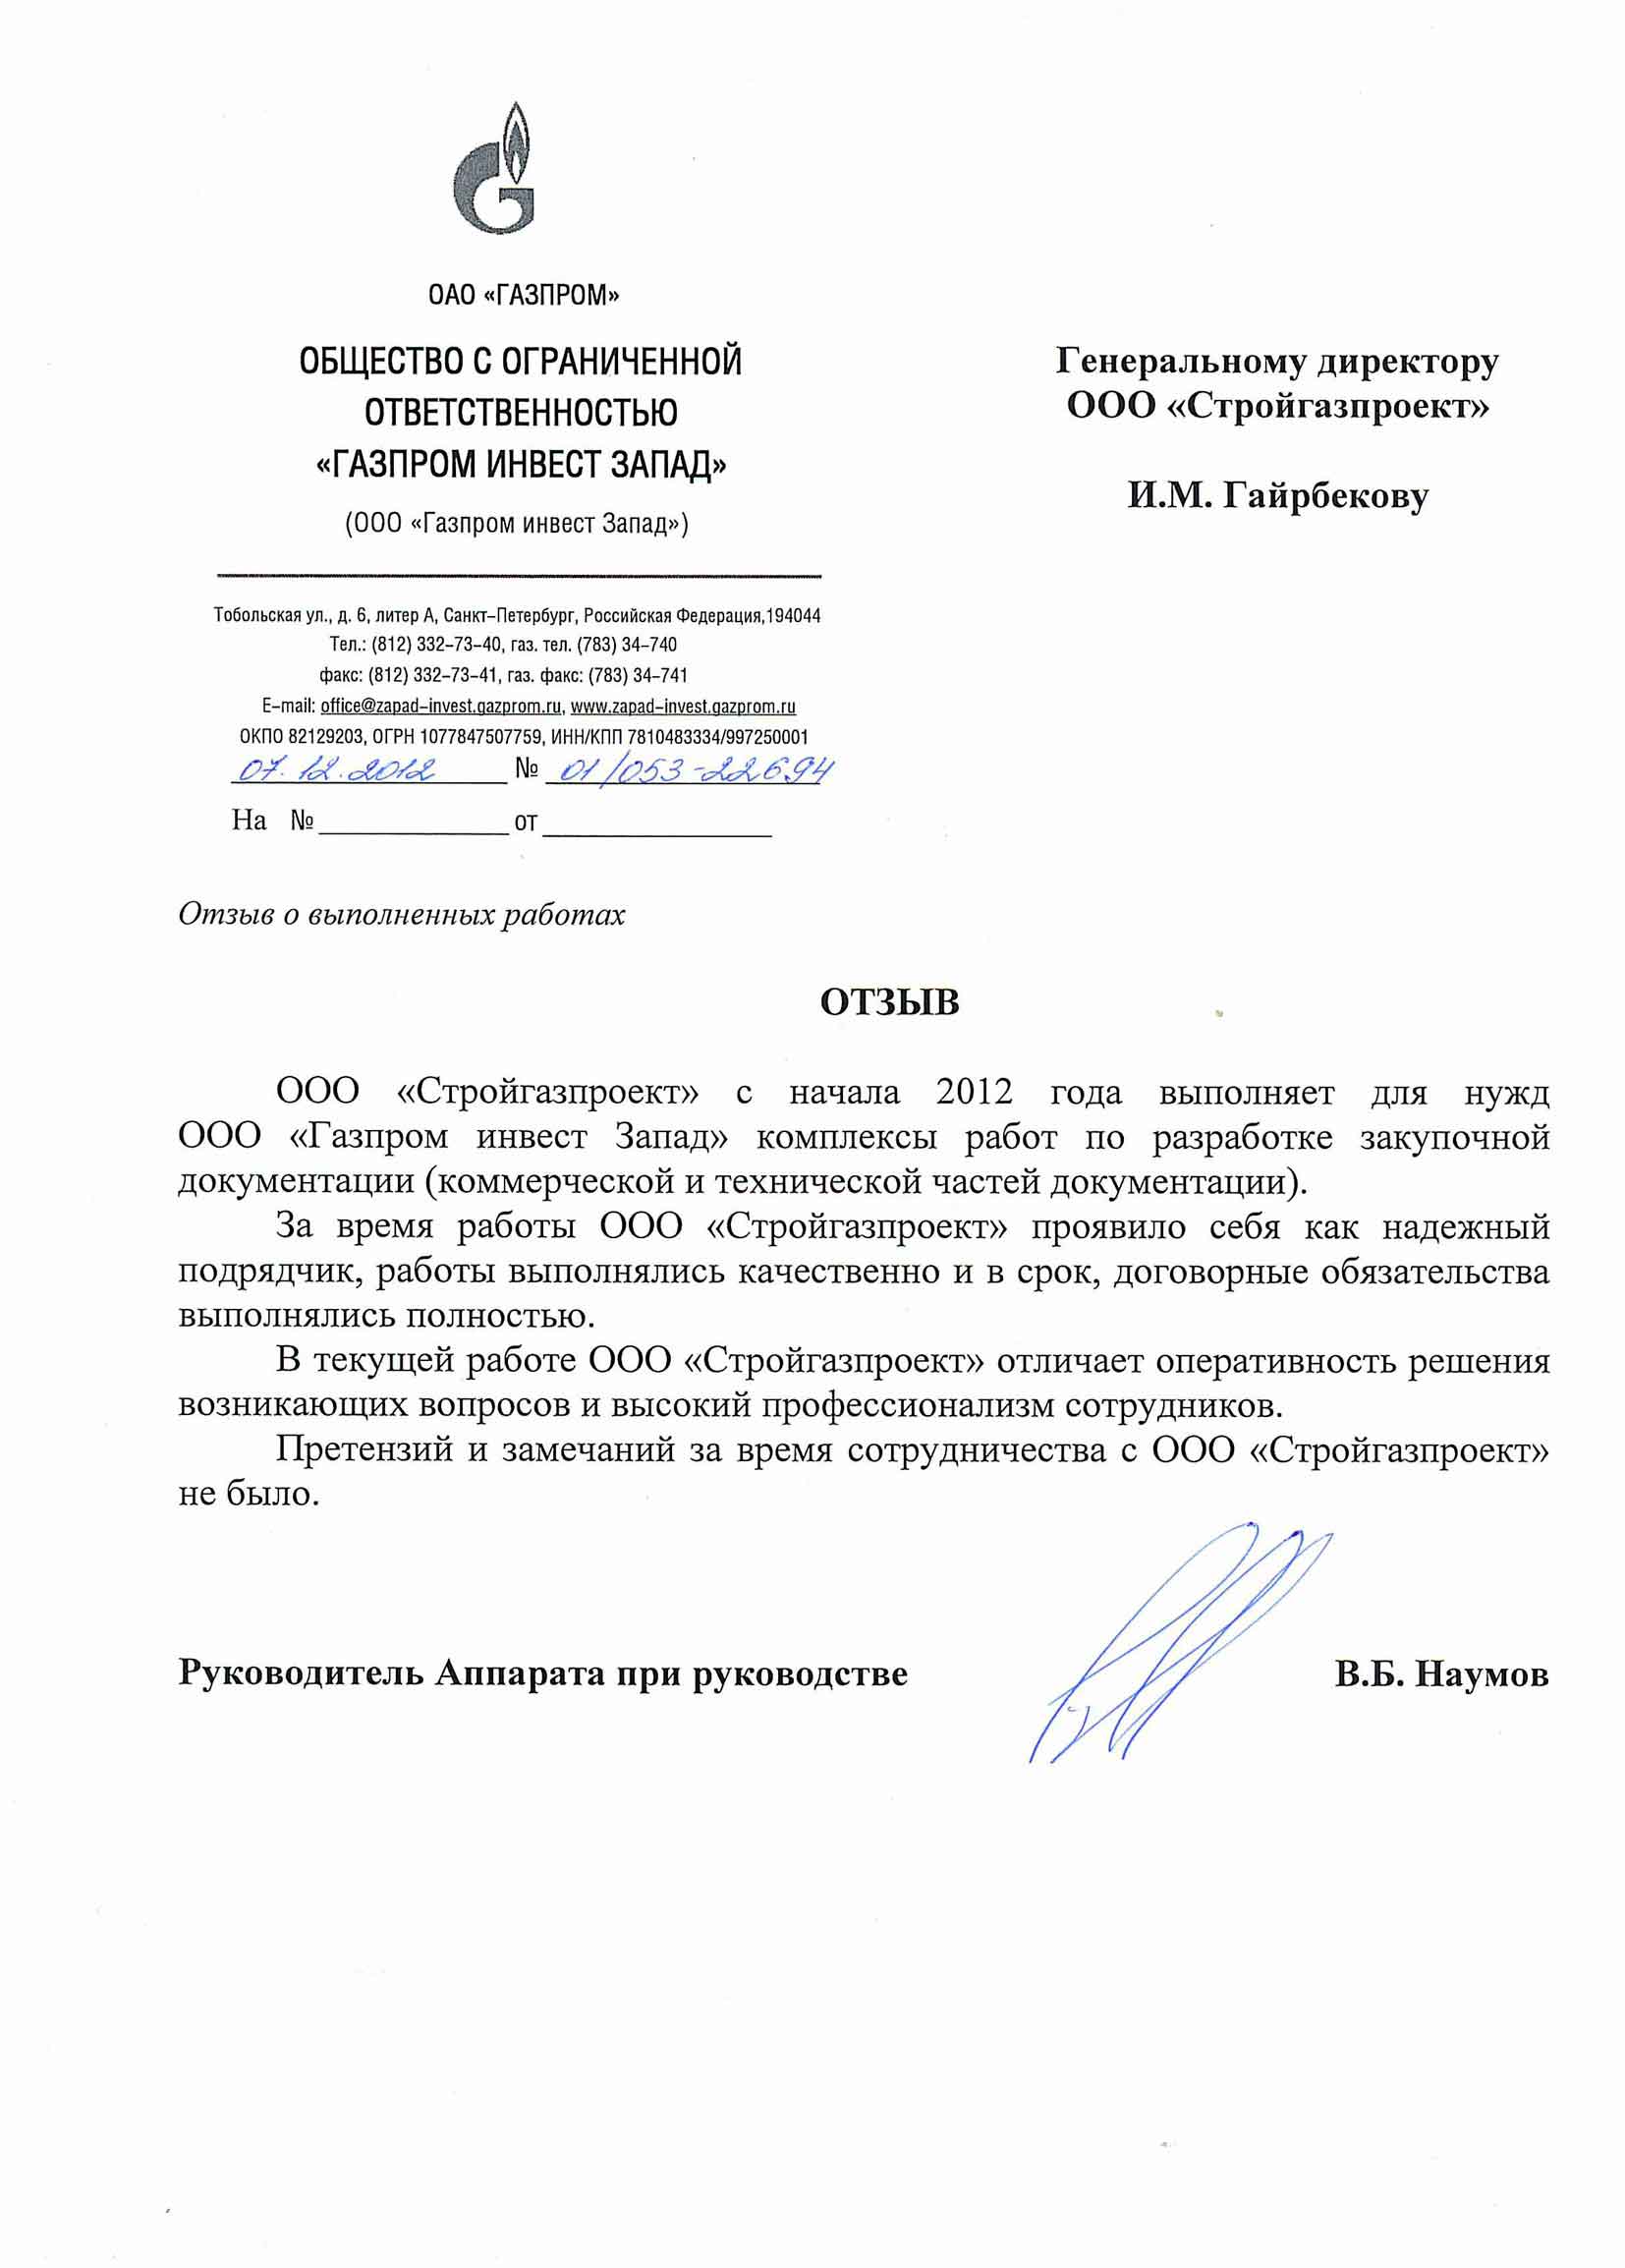 ОАО «ГАЗПРОМ»
ОБЩЕСТВО С ОГРАНИЧЕННОЙ
ОТВЕТСТВЕННОСТЬЮ
«ГАЗПРОМ ИНВЕСТ ЗАПАД»
(ООО «Газпром инвест Запад»)
Тобольская ул., д. 6, литер А, Санкт-Петербург, Российская Федерация,194044
Тел.: (812) 332-73-40, газ. тел. (783) 34-740
факс: (812) 332-73-41, газ. факс: (783) 34-741
E-mail: office@zapad-invest.gazprom.ru, www.zapad-invest.gazprom.ru
ОКПО 82129203, ОГРН 1077847507759, ИНН/КПП 7810483334/997250001
07.12.2012 № 01/053-22694
На № от
Генеральному директору
ООО «Стройгазпроект»
И.М. Гайрбекову
Отзыв о выполненных работах
ОТЗЫВ
ООО «Стройгазпроект» с начала 2012 года выполняет для нужд
ООО «Газпром инвест Запад» комплексы работ по разработке закупочной
документации (коммерческой и технической частей документации).
За время работы ООО «Стройгазпроект» проявило себя как надежный
подрядчик, работы выполнялись качественно и в срок, договорные обязательства
выполнялись полностью.
В текущей работе ООО «Стройгазпроект» отличает оперативность решения
возникающих вопросов и высокий профессионализм сотрудников.
Претензий и замечаний за время сотрудничества с ООО «Стройгазпроект»
не было.
Руководитель Аппарата при руководстве В.Б. Наумов